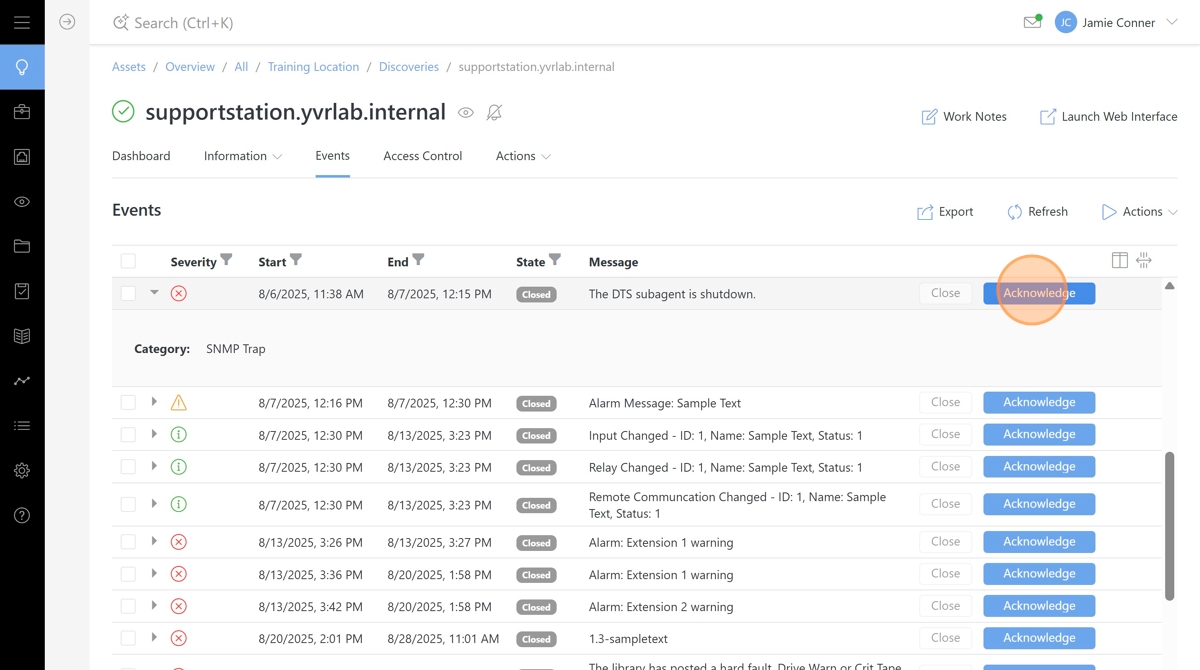 Search (Ctrl+K)
JC Jamie Conner
Assets / Overview / All / Training Location / Discoveries / supportstation.yvrlab.internal
supportstation.yvrlab.internal
Work Notes Launch Web Interface
Dashboard Information Events Access Control Actions
Events
Export Refresh Actions
Severity Start End State Message
8/6/2025, 11:38 AM 8/7/2025, 12:15 PM Closed The DTS subagent is shutdown. Close Acknowledge
Category: SNMP Trap
8/7/2025, 12:16 PM 8/7/2025, 12:30 PM Closed Alarm Message: Sample Text Close Acknowledge
8/7/2025, 12:30 PM 8/13/2025, 3:23 PM Closed Input Changed - ID: 1, Name: Sample Text, Status: 1 Close Acknowledge
8/7/2025, 12:30 PM 8/13/2025, 3:23 PM Closed Relay Changed - ID: 1, Name: Sample Text, Status: 1 Close Acknowledge
8/7/2025, 12:30 PM 8/13/2025, 3:23 PM Closed Remote Communcation Changed - ID: 1, Name: Sample
Text, Status: 1 Close Acknowledge
8/13/2025, 3:26 PM 8/13/2025, 3:27 PM Closed Alarm: Extension 1 warning Close Acknowledge
8/13/2025, 3:36 PM 8/20/2025, 1:58 PM Closed Alarm: Extension 1 warning Close Acknowledge
8/13/2025, 3:42 PM 8/20/2025, 1:58 PM Closed Alarm: Extension 2 warning Close Acknowledge
8/20/2025, 2:01 PM 8/28/2025, 11:01 AM Closed 1.3-sampletext Close Acknowledge
The library has posted a hard fault, Drive Warn or Crit Tape